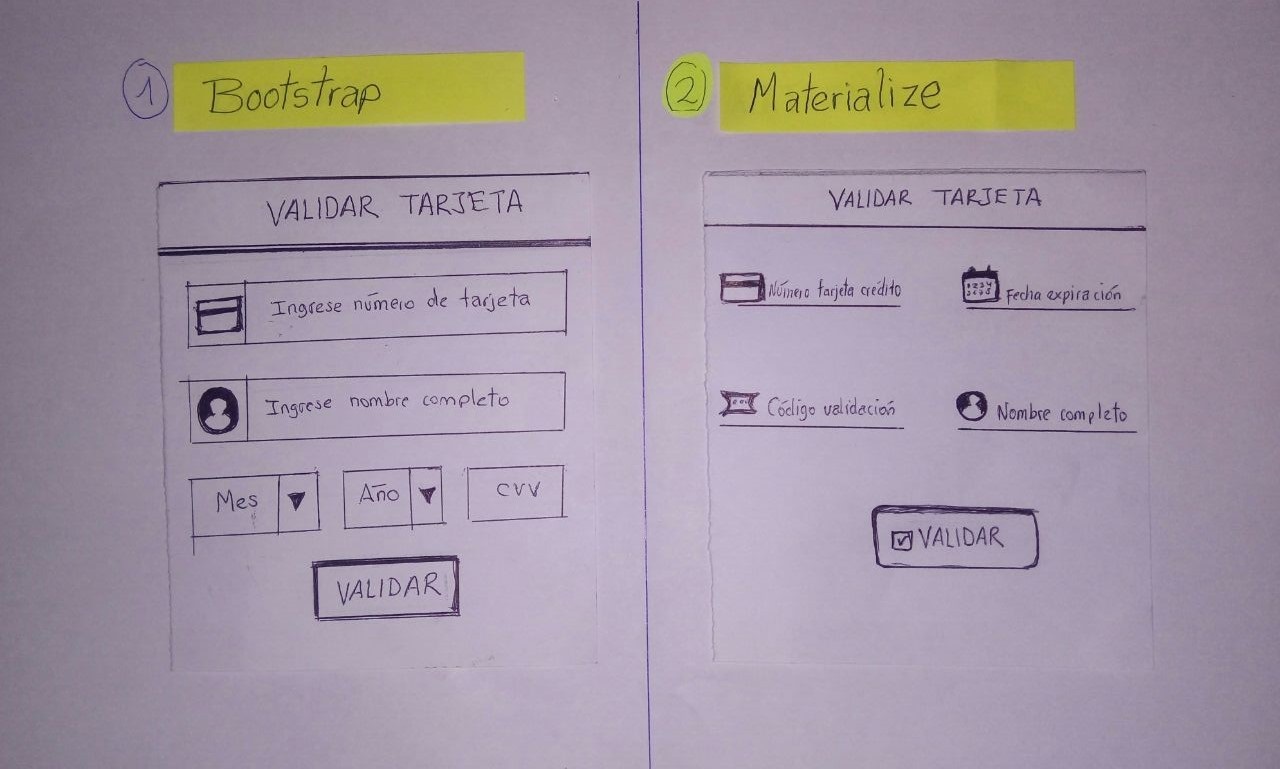 1 Bootstrap
VALIDAR TARJETA
Ingrese número de tarjeta
Ingrese nombre completo
Mes Año CVV
VALIDAR
2 Materialize
VALIDAR TARJETA
Número tarjeta crédito Fecha expiración
Código validación Nombre completo
VALIDAR